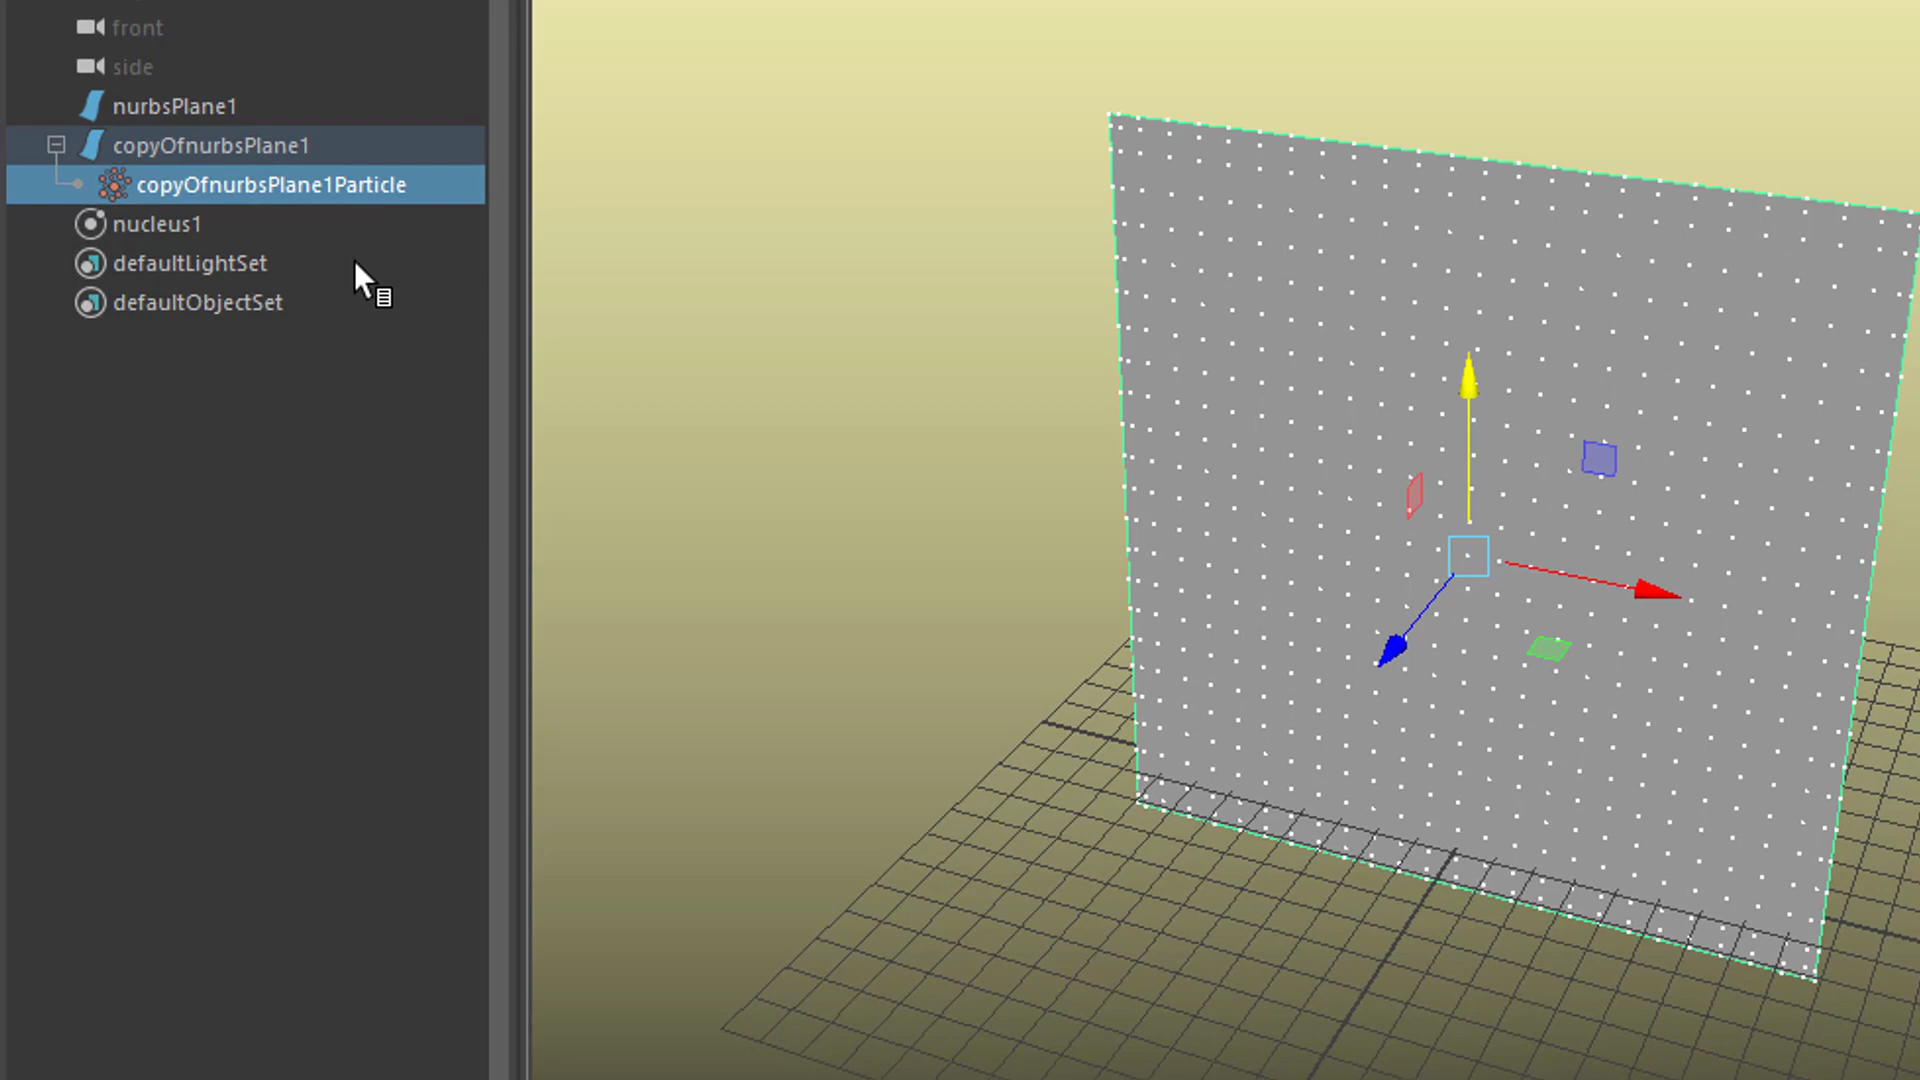 front
side
nurbsPlane1
copyOfnurbsPlane1
copyOfnurbsPlane1Particle
nucleus1
defaultLightSet
defaultObjectSet